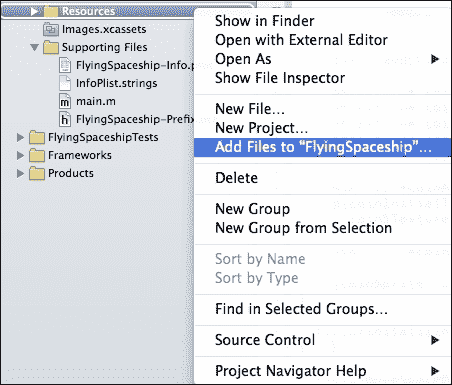 Resources
Images.xcassets
Supporting Files
FlyingSpaceship-Info.p
InfoPlist.strings
main.m
FlyingSpaceship-Prefix
FlyingSpaceshipTests
Frameworks
Products
Show in Finder
Open with External Editor
Open As
Show File Inspector
New File...
New Project...
Add Files to “FlyingSpaceship”...
Delete
New Group
New Group from Selection
Sort by Name
Sort by Type
Find in Selected Groups...
Source Control
Project Navigator Help